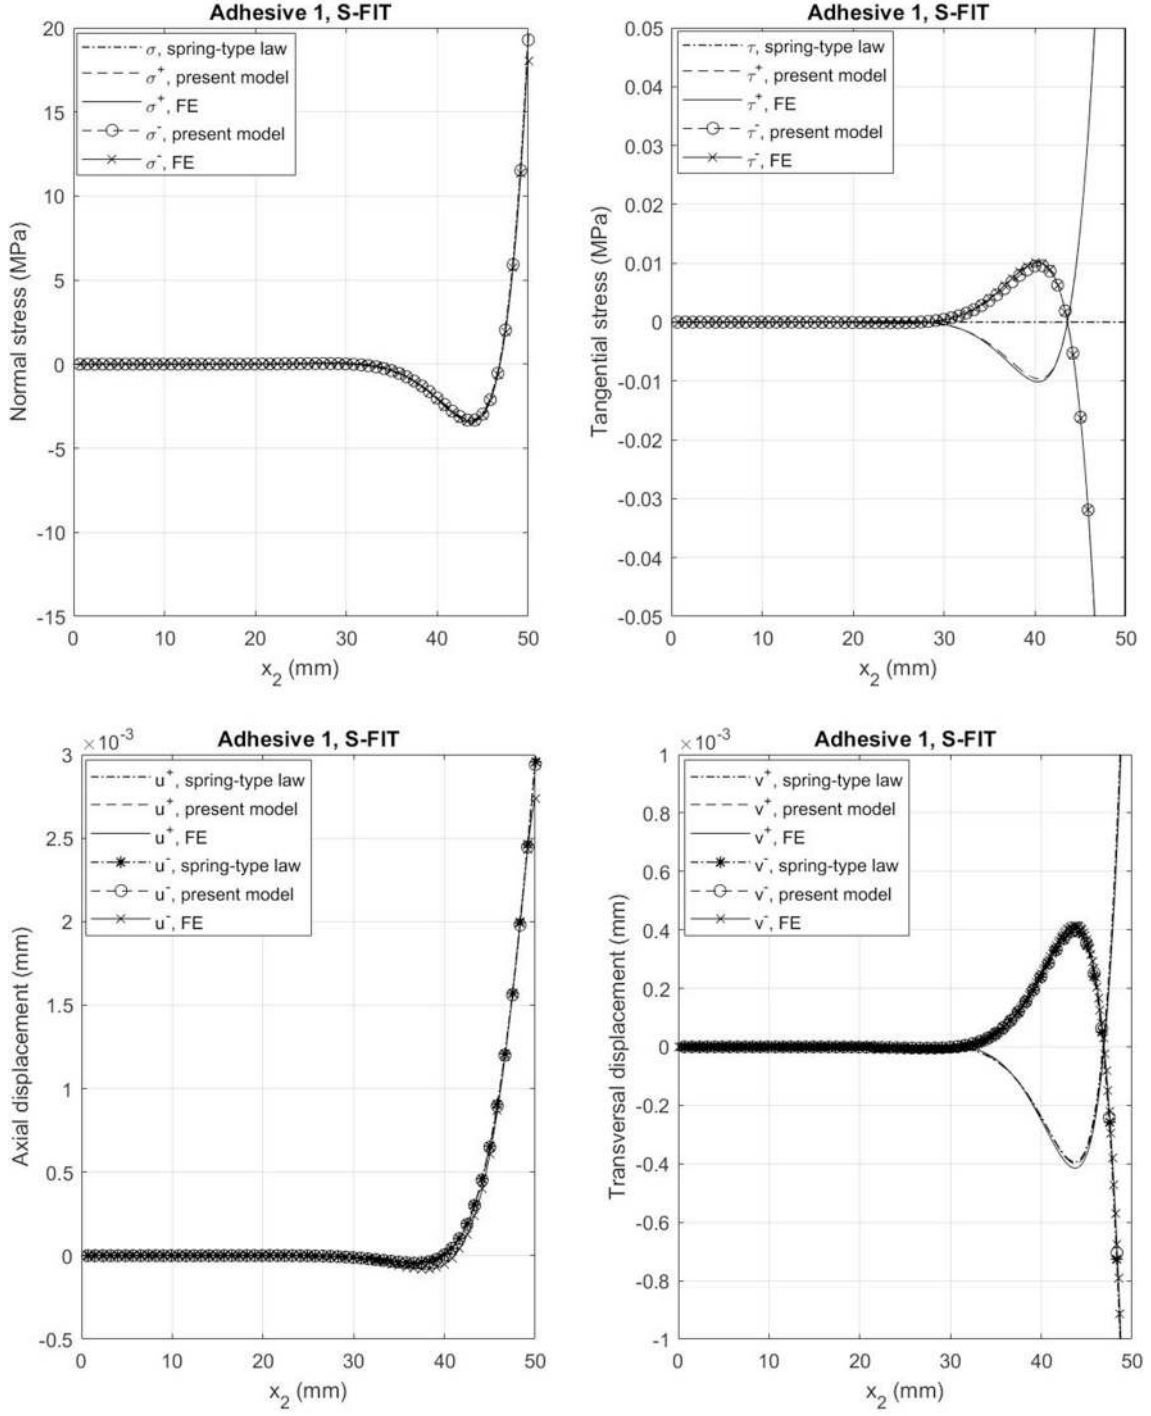 Adhesive 1, S-FIT
20
15
10
5
0
-5
-10
-15
Normal stress (MPa)
σ, spring-type law
σ⁺, present model
σ⁺, FE
σ⁻, present model
σ⁻, FE
0 10 20 30 40 50
x₂ (mm)
Adhesive 1, S-FIT
0.05
0.04
0.03
0.02
0.01
0
-0.01
-0.02
-0.03
-0.04
-0.05
Tangential stress (MPa)
τ, spring-type law
τ⁺, present model
τ⁺, FE
τ⁻, present model
τ⁻, FE
0 10 20 30 40 50
x₂ (mm)
Adhesive 1, S-FIT
×10⁻³
3
2.5
2
1.5
1
0.5
0
-0.5
Axial displacement (mm)
u⁺, spring-type law
u⁺, present model
u⁺, FE
u⁻, spring-type law
u⁻, present model
u⁻, FE
0 10 20 30 40 50
x₂ (mm)
Adhesive 1, S-FIT
×10⁻³
1
0.8
0.6
0.4
0.2
0
-0.2
-0.4
-0.6
-0.8
-1
Transversal displacement (mm)
v⁺, spring-type law
v⁺, present model
v⁺, FE
v⁻, spring-type law
v⁻, present model
v⁻, FE
0 10 20 30 40 50
x₂ (mm)